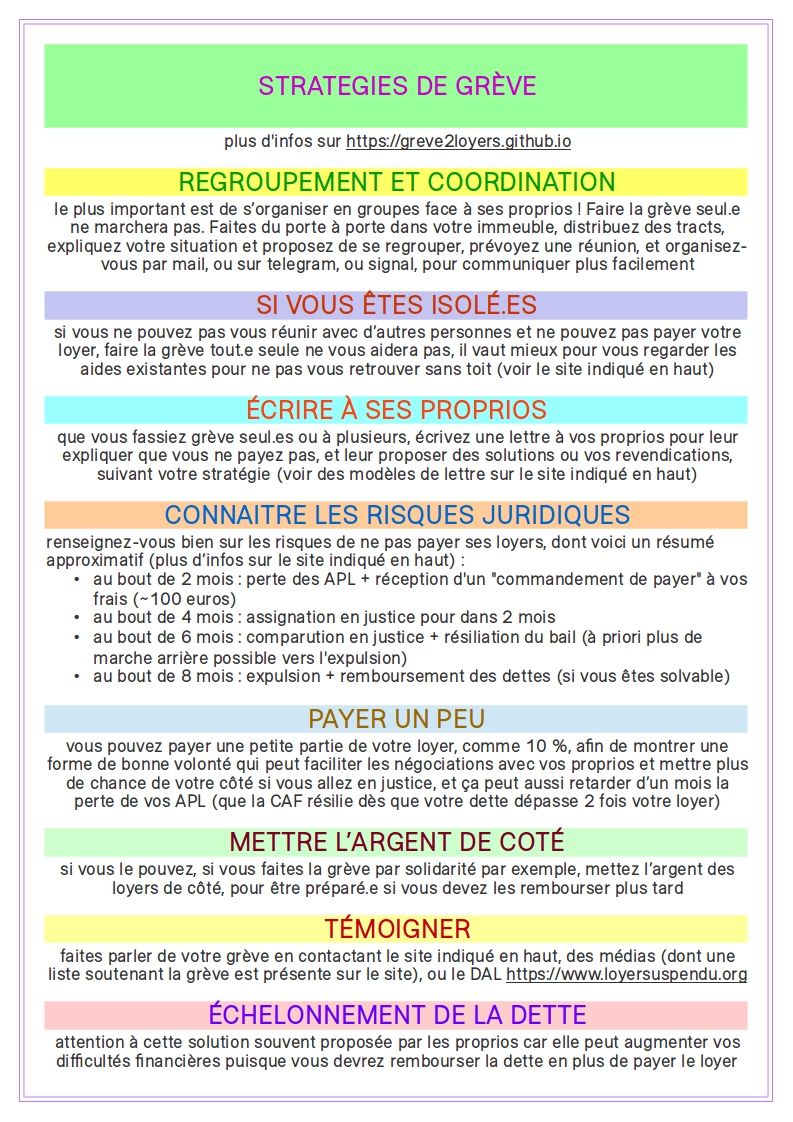 STRATEGIES DE GRÈVE
plus d'infos sur https://greve2loyers.github.io
REGROUPEMENT ET COORDINATION
le plus important est de s’organiser en groupes face à ses proprios ! Faire la grève seul.e
ne marchera pas. Faites du porte à porte dans votre immeuble, distribuez des tracts,
expliquez votre situation et proposez de se regrouper, prévoyez une réunion, et organisez-
vous par mail, ou sur telegram, ou signal, pour communiquer plus facilement
SI VOUS ÊTES ISOLÉ.ES
si vous ne pouvez pas vous réunir avec d’autres personnes et ne pouvez pas payer votre
loyer, faire la grève tout.e seule ne vous aidera pas, il vaut mieux pour vous regarder les
aides existantes pour ne pas vous retrouver sans toit (voir le site indiqué en haut)
ÉCRIRE À SES PROPRIOS
que vous fassiez grève seul.es ou à plusieurs, écrivez une lettre à vos proprios pour leur
expliquer que vous ne payez pas, et leur proposer des solutions ou vos revendications,
suivant votre stratégie (voir des modèles de lettre sur le site indiqué en haut)
CONNAITRE LES RISQUES JURIDIQUES
renseignez-vous bien sur les risques de ne pas payer ses loyers, dont voici un résumé
approximatif (plus d’infos sur le site indiqué en haut) :
• au bout de 2 mois : perte des APL + réception d'un "commandement de payer" à vos
frais (~100 euros)
• au bout de 4 mois : assignation en justice pour dans 2 mois
• au bout de 6 mois : comparution en justice + résiliation du bail (à priori plus de
marche arrière possible vers l'expulsion)
• au bout de 8 mois : expulsion + remboursement des dettes (si vous êtes solvable)
PAYER UN PEU
vous pouvez payer une petite partie de votre loyer, comme 10 %, afin de montrer une
forme de bonne volonté qui peut faciliter les négociations avec vos proprios et mettre plus
de chance de votre côté si vous allez en justice, et ça peut aussi retarder d’un mois la
perte de vos APL (que la CAF résilie dès que votre dette dépasse 2 fois votre loyer)
METTRE L’ARGENT DE COTÉ
si vous le pouvez, si vous faites la grève par solidarité par exemple, mettez l’argent des
loyers de côté, pour être préparé.e si vous devez les rembourser plus tard
TÉMOIGNER
faites parler de votre grève en contactant le site indiqué en haut, des médias (dont une
liste soutenant la grève est présente sur le site), ou le DAL https://www.loyersuspendu.org
ÉCHELONNEMENT DE LA DETTE
attention à cette solution souvent proposée par les proprios car elle peut augmenter vos
difficultés financières puisque vous devrez rembourser la dette en plus de payer le loyer